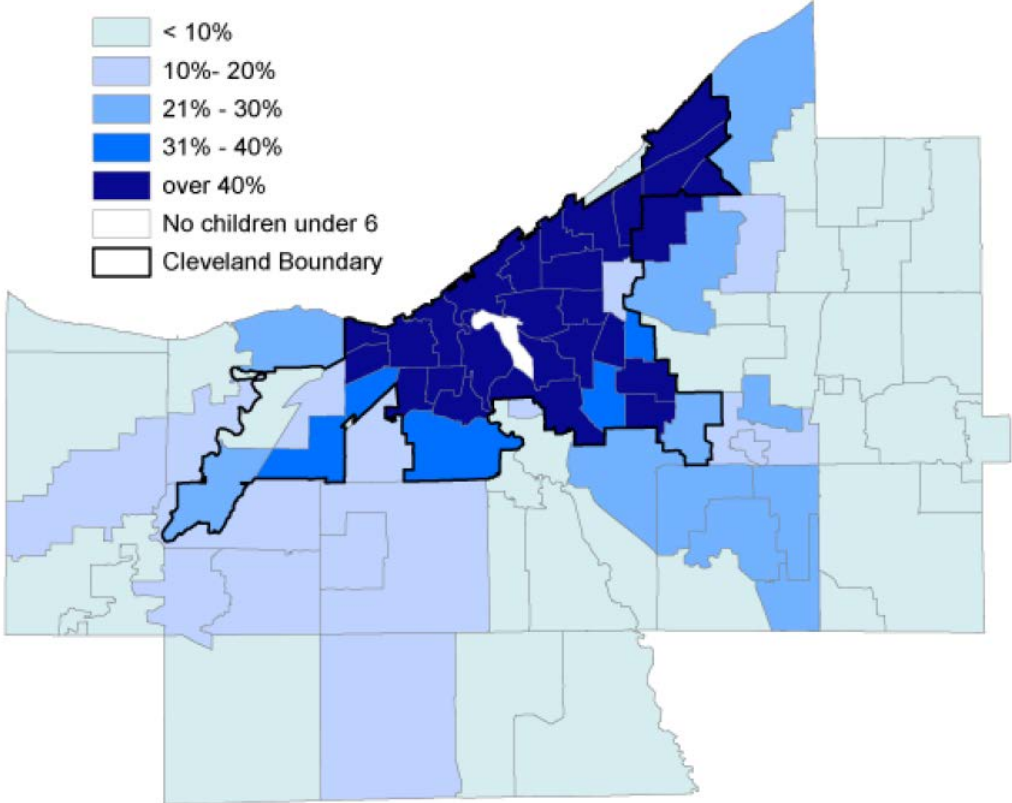 < 10%
10%- 20%
21% - 30%
31% - 40%
over 40%
No children under 6
Cleveland Boundary